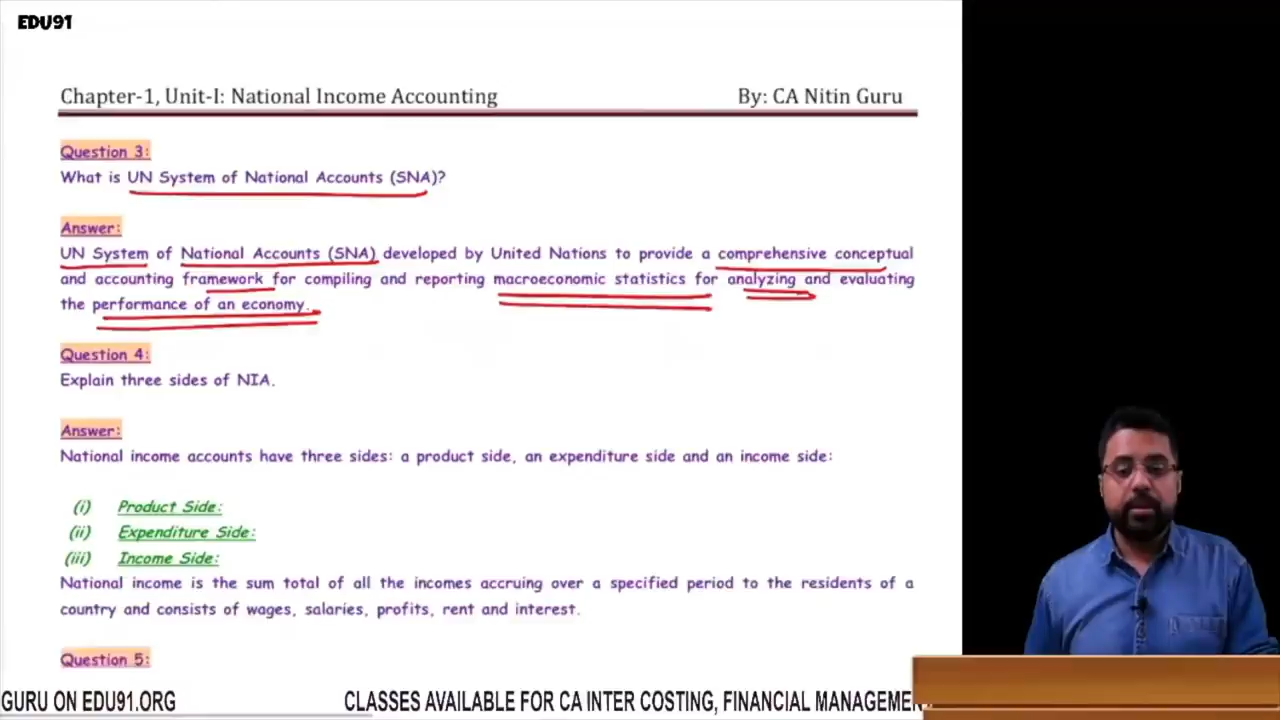 EDU91
Chapter-1, Unit-I: National Income Accounting By: CA Nitin Guru
Question 3:
What is UN System of National Accounts (SNA)?
Answer:
UN System of National Accounts (SNA) developed by United Nations to provide a comprehensive conceptual
and accounting framework for compiling and reporting macroeconomic statistics for analyzing and evaluating
the performance of an economy.
Question 4:
Explain three sides of NIA.
Answer:
National income accounts have three sides: a product side, an expenditure side and an income side:
(i) Product Side:
(ii) Expenditure Side:
(iii) Income Side:
National income is the sum total of all the incomes accruing over a specified period to the residents of a
country and consists of wages, salaries, profits, rent and interest.
Question 5:
GURU ON EDU91.ORG CLASSES AVAILABLE FOR CA INTER COSTING, FINANCIAL MANAGEMEN